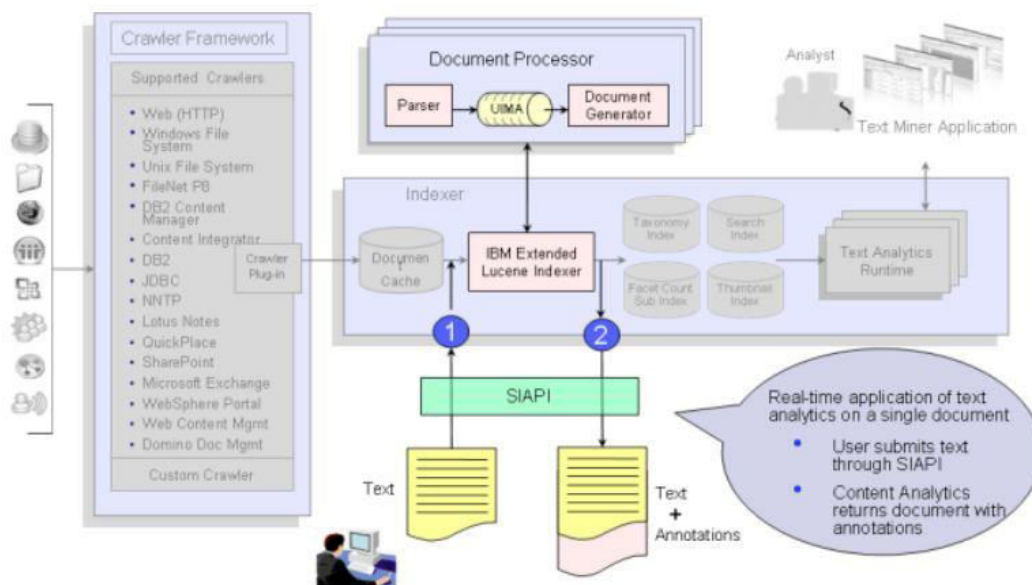 Crawler Framework
Supported Crawlers
• Web (HTTP)
• Windows File
System
• Unix File System
• FileNet P8
• DB2 Content
Manager
• Content Integrator
• DB2
• JDBC
• NNTP
• Lotus Notes
• QuickPlace
• SharePoint
• Microsoft Exchange
• WebSphere Portal
• Web Content Mgmt
• Domino Doc Mgmt
Custom Crawler
Crawler
Plug-in
Document Processor
Parser
UIMA
Document
Generator
Analyst
Text Miner Application
Indexer
Documen
t
Cache
IBM Extended
Lucene Indexer
Taxonomy
Index
Search
Index
Facet Count
Sub Index
Thumbnail
Index
Text Analytics
Runtime
1
2
SIAPI
Text
Text
+
Annotations
Real-time application of text
analytics on a single document
• User submits text
through SIAPI
• Content Analytics
returns document with
annotations